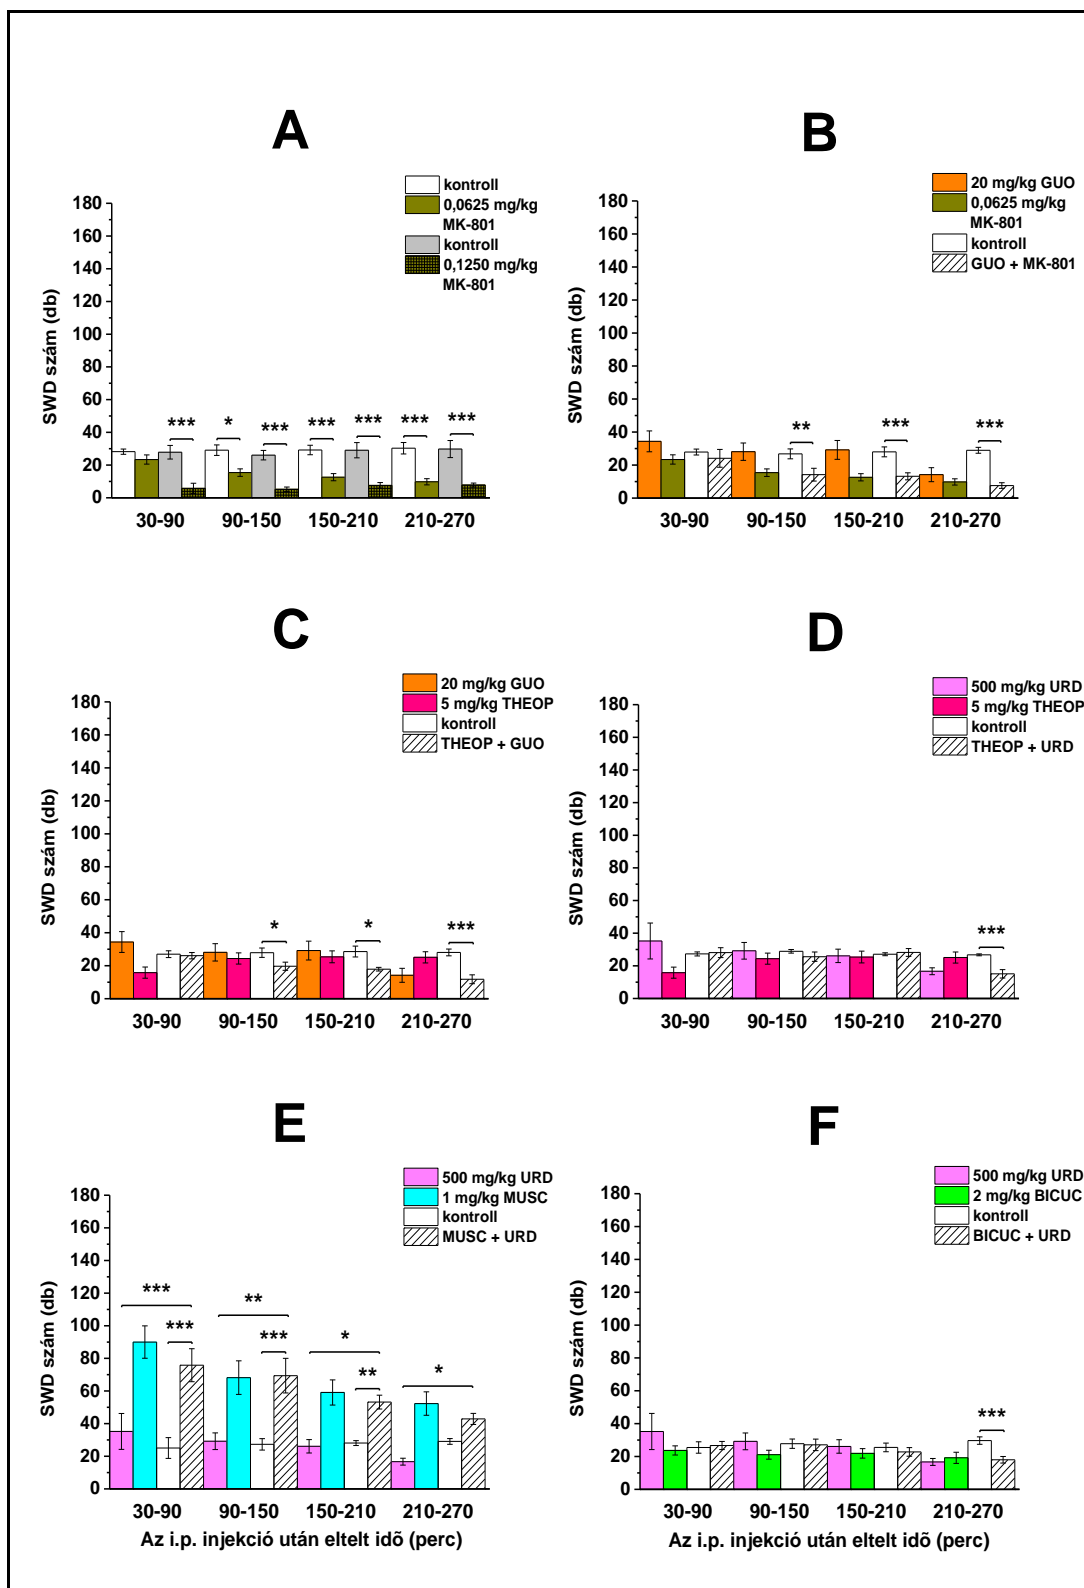 A
kontroll
0,0625 mg/kg
MK-801
kontroll
0,1250 mg/kg
MK-801
SWD szám (db)
180
160
140
120
100
80
60
40
20
0
*** * *** *** *** *** ***
30-90 90-150 150-210 210-270
B
20 mg/kg GUO
0,0625 mg/kg
MK-801
kontroll
GUO + MK-801
SWD szám (db)
180
160
140
120
100
80
60
40
20
0
** *** ***
30-90 90-150 150-210 210-270
C
20 mg/kg GUO
5 mg/kg THEOP
kontroll
THEOP + GUO
SWD szám (db)
180
160
140
120
100
80
60
40
20
0
* * ***
30-90 90-150 150-210 210-270
D
500 mg/kg URD
5 mg/kg THEOP
kontroll
THEOP + URD
SWD szám (db)
180
160
140
120
100
80
60
40
20
0
***
30-90 90-150 150-210 210-270
E
500 mg/kg URD
1 mg/kg MUSC
kontroll
MUSC + URD
SWD szám (db)
180
160
140
120
100
80
60
40
20
0
*** ** * *
*** *** **
30-90 90-150 150-210 210-270
Az i.p. injekció után eltelt idõ (perc)
F
500 mg/kg URD
2 mg/kg BICUC
kontroll
BICUC + URD
SWD szám (db)
180
160
140
120
100
80
60
40
20
0
***
30-90 90-150 150-210 210-270
Az i.p. injekció után eltelt idõ (perc)